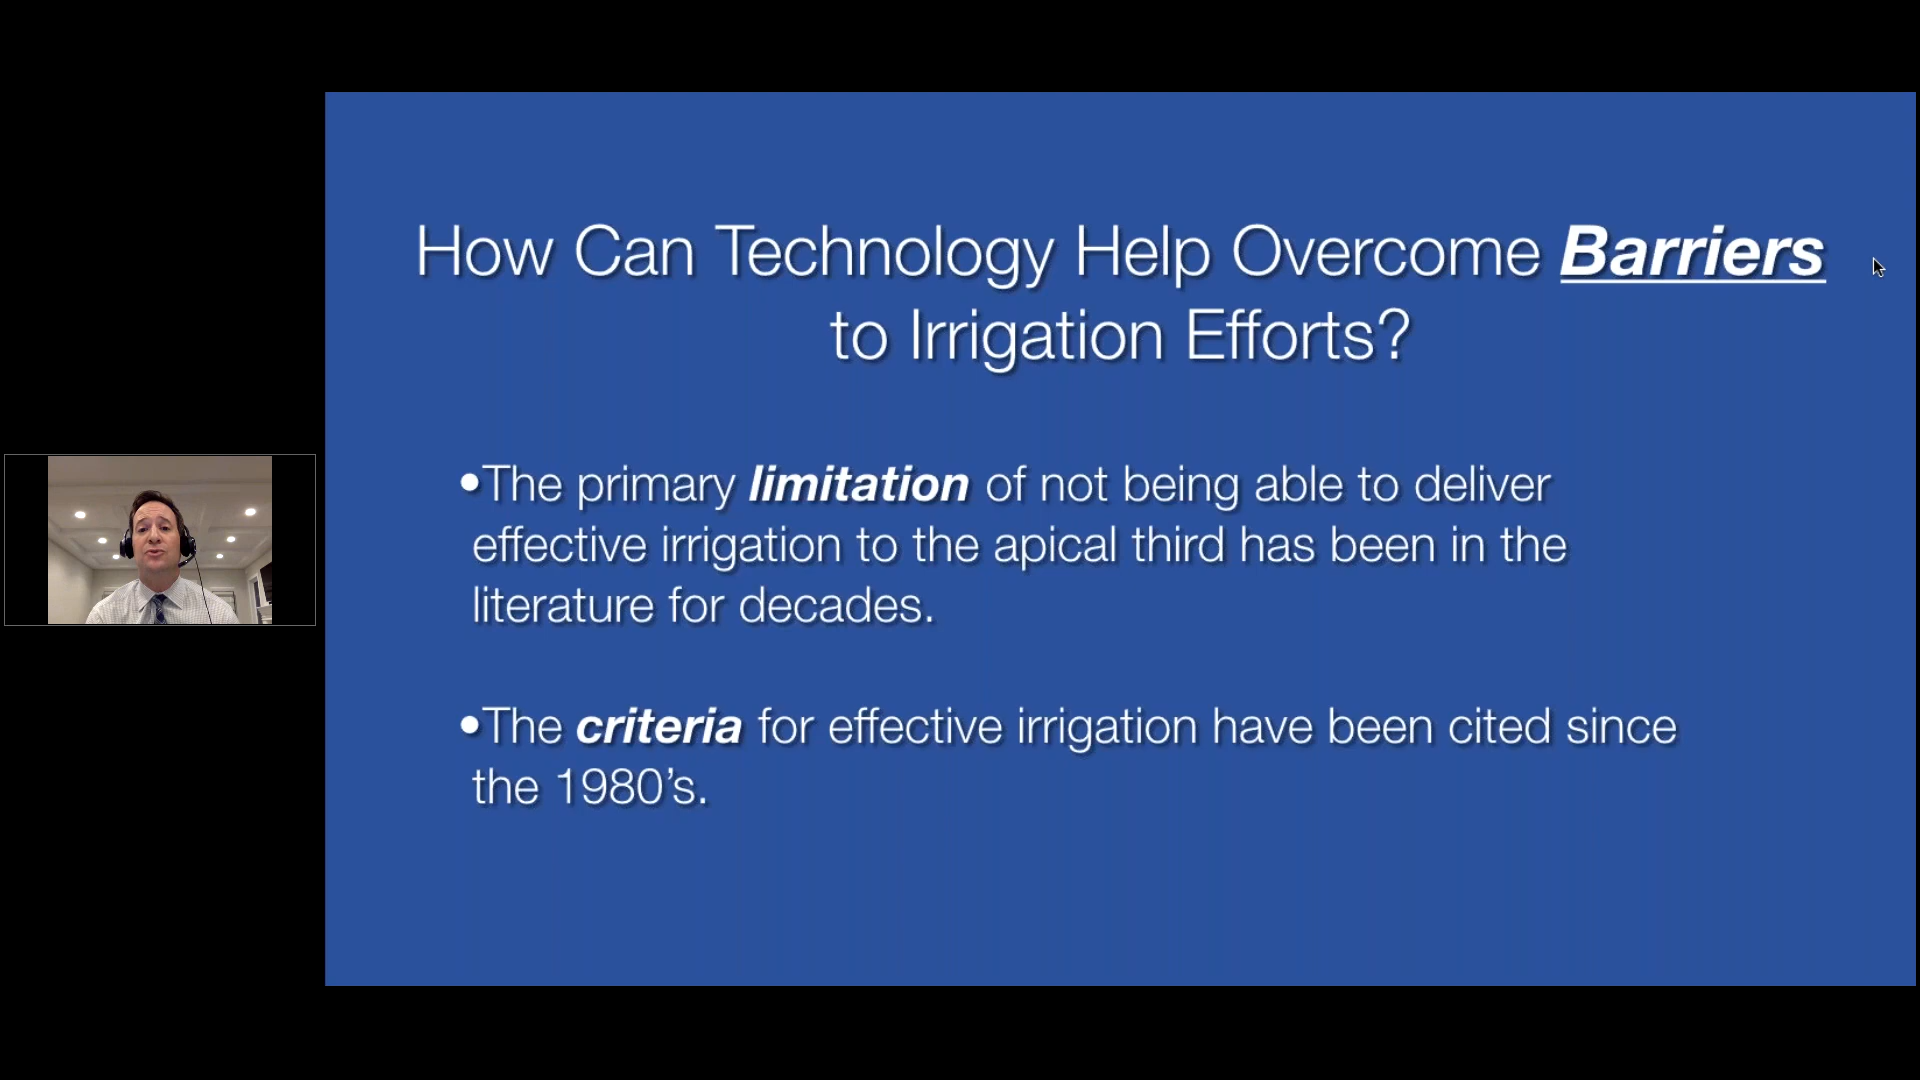 How Can Technology Help Overcome Barriers
to Irrigation Efforts?
•The primary limitation of not being able to deliver
effective irrigation to the apical third has been in the
literature for decades.
•The criteria for effective irrigation have been cited since
the 1980’s.